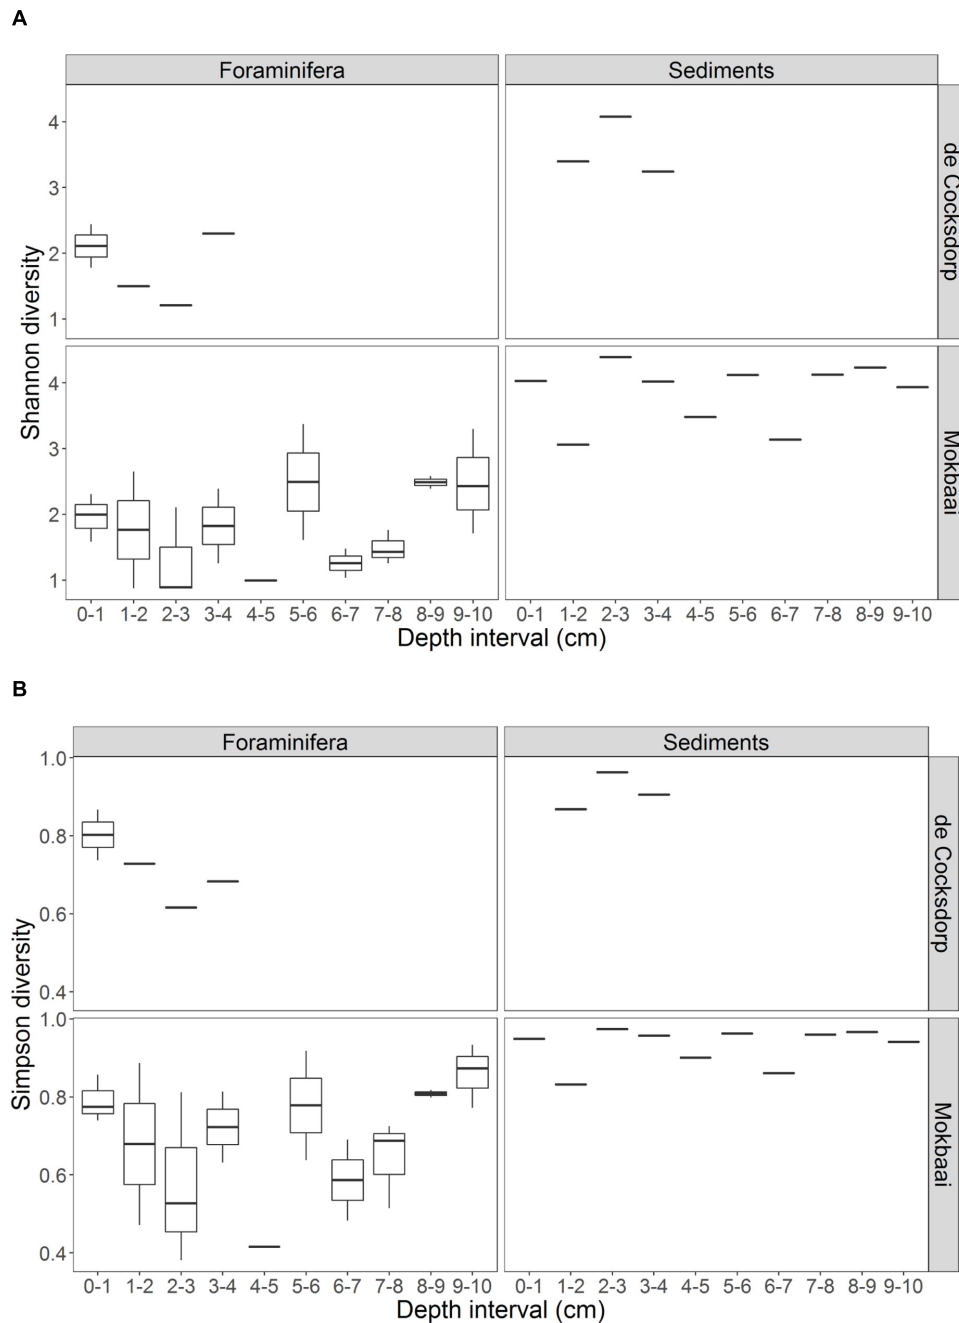 A
Foraminifera Sediments
4
3
2
1
de Cocksdorp
4
3
2
1
Mokbaai
Shannon diversity
0-1 1-2 2-3 3-4 4-5 5-6 6-7 7-8 8-9 9-10 0-1 1-2 2-3 3-4 4-5 5-6 6-7 7-8 8-9 9-10
Depth interval (cm)
B
Foraminifera Sediments
1.0
0.8
0.6
0.4
de Cocksdorp
1.0
0.8
0.6
0.4
Mokbaai
Simpson diversity
0-1 1-2 2-3 3-4 4-5 5-6 6-7 7-8 8-9 9-10 0-1 1-2 2-3 3-4 4-5 5-6 6-7 7-8 8-9 9-10
Depth interval (cm)